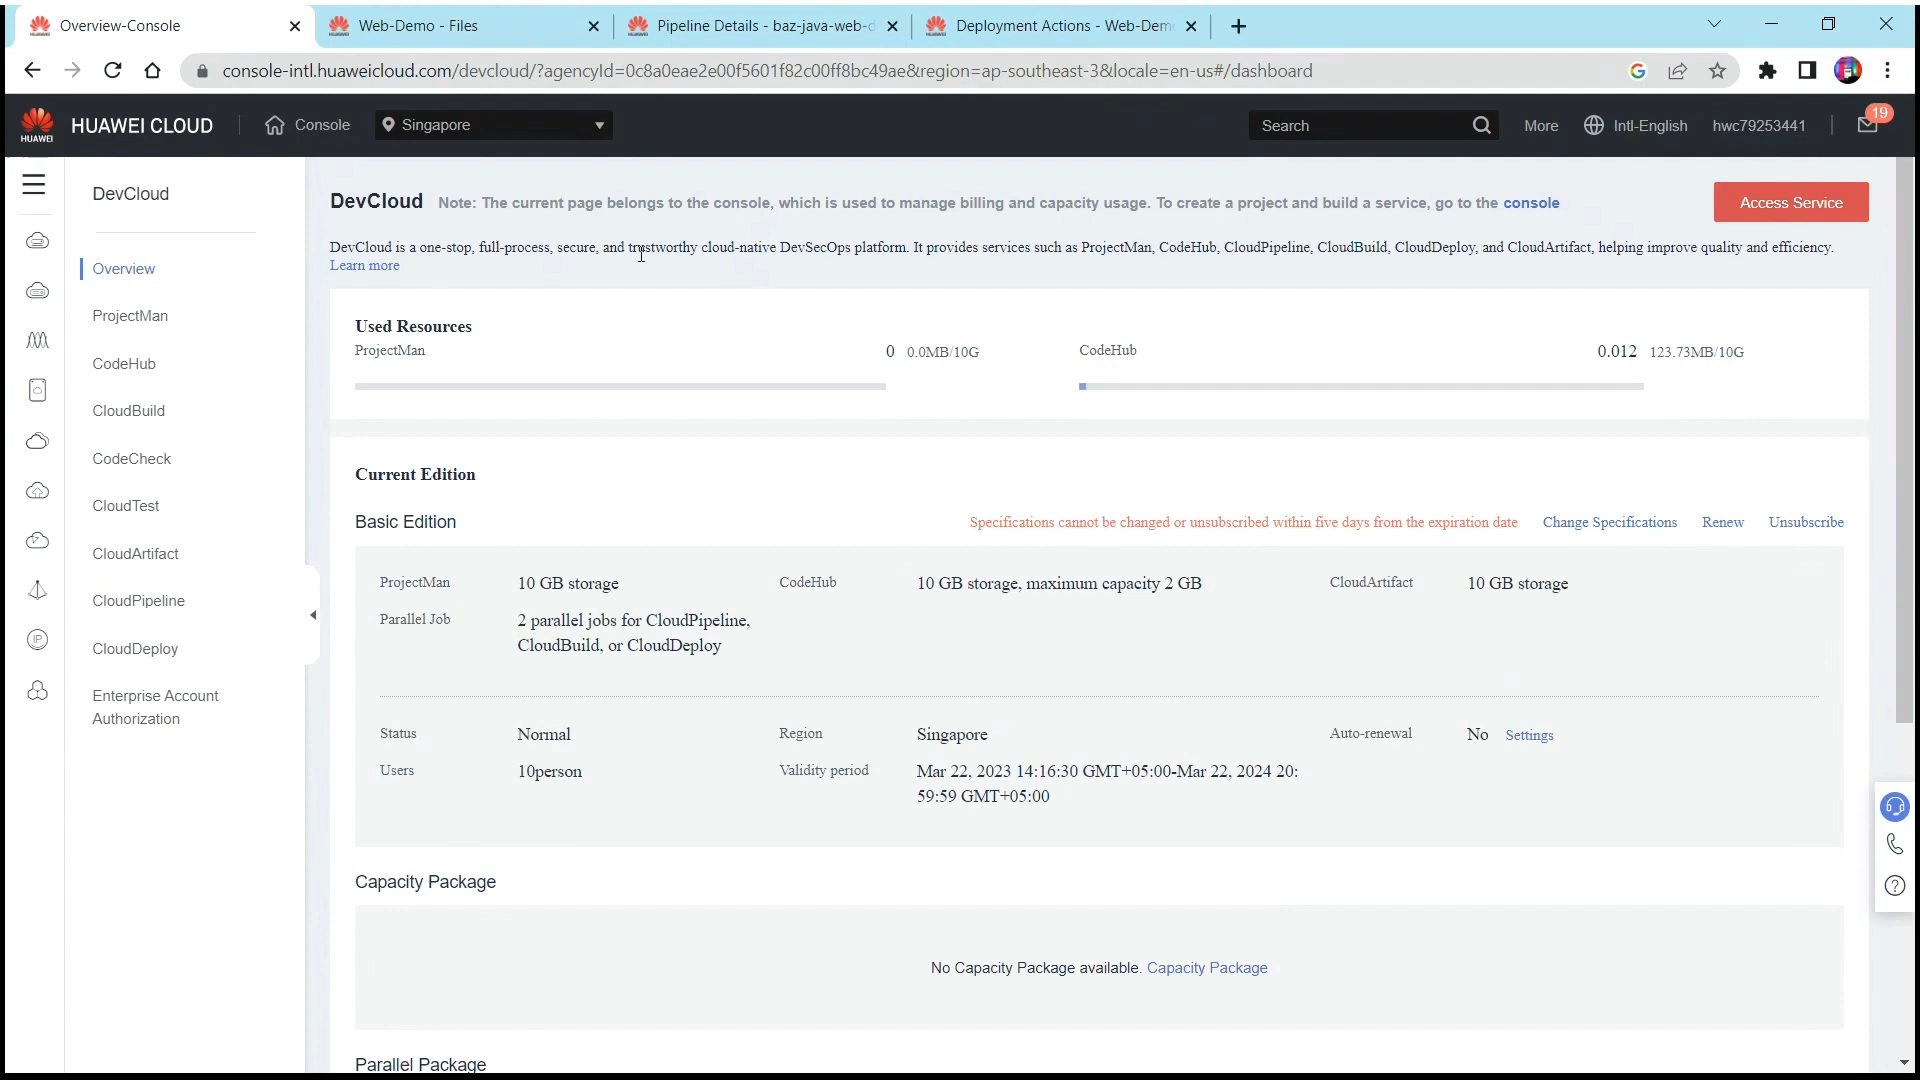 Overview-Console
Web-Demo - Files
Pipeline Details - baz-java-web-d
Deployment Actions - Web-Dem
console-intl.huaweicloud.com/devcloud/?agencyId=0c8a0eae2e00f5601f82c00ff8bc49ae&region=ap-southeast-3&locale=en-us#/dashboard
HUAWEI
HUAWEI CLOUD
Console
Singapore
Search
More
Intl-English
hwc79253441
19
DevCloud
Overview
ProjectMan
CodeHub
CloudBuild
CodeCheck
CloudTest
CloudArtifact
CloudPipeline
CloudDeploy
Enterprise Account
Authorization
DevCloud Note: The current page belongs to the console, which is used to manage billing and capacity usage. To create a project and build a service, go to the console
Access Service
DevCloud is a one-stop, full-process, secure, and trustworthy cloud-native DevSecOps platform. It provides services such as ProjectMan, CodeHub, CloudPipeline, CloudBuild, CloudDeploy, and CloudArtifact, helping improve quality and efficiency.
Learn more
Used Resources
ProjectMan 0 0.0MB/10G CodeHub 0.012 123.73MB/10G
Current Edition
Basic Edition Specifications cannot be changed or unsubscribed within five days from the expiration date Change Specifications Renew Unsubscribe
ProjectMan 10 GB storage CodeHub 10 GB storage, maximum capacity 2 GB CloudArtifact 10 GB storage
Parallel Job 2 parallel jobs for CloudPipeline,
CloudBuild, or CloudDeploy
Status Normal Region Singapore Auto-renewal No Settings
Users 10person Validity period Mar 22, 2023 14:16:30 GMT+05:00-Mar 22, 2024 20:
59:59 GMT+05:00
Capacity Package
No Capacity Package available. Capacity Package
Parallel Package